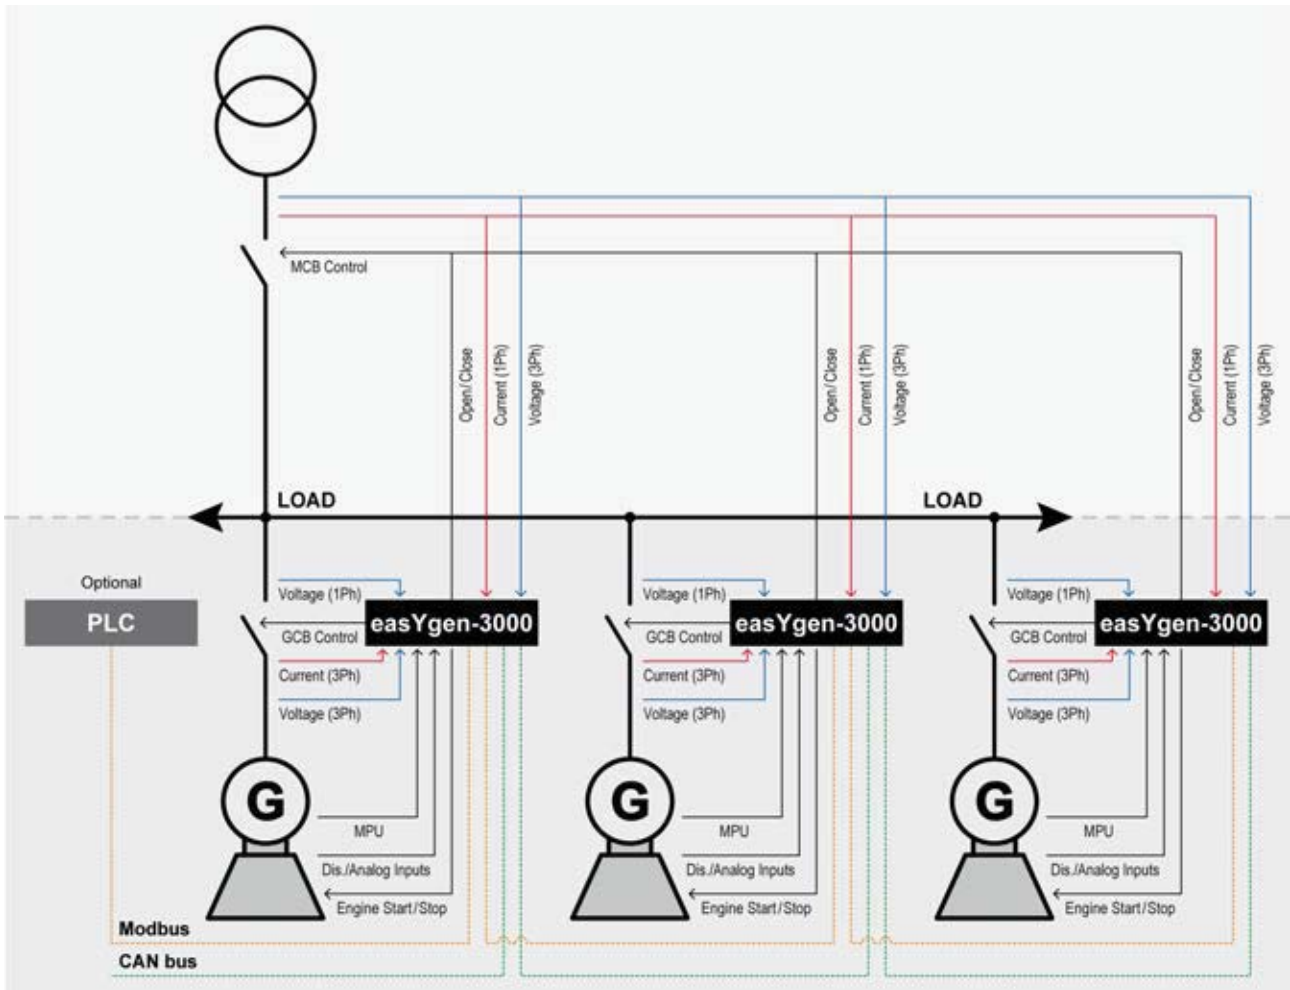 MCB Control
Open/Close
Current (1Ph)
Voltage (3Ph)
Open/Close
Current (1Ph)
Voltage (3Ph)
Open/Close
Current (1Ph)
Voltage (3Ph)
LOAD
LOAD
Optional
PLC
Voltage (1Ph)
easYgen-3000
GCB Control
Current (3Ph)
Voltage (3Ph)
G
MPU
Dis./Analog Inputs
Engine Start/Stop
Voltage (1Ph)
easYgen-3000
GCB Control
Current (3Ph)
Voltage (3Ph)
G
MPU
Dis./Analog Inputs
Engine Start/Stop
Voltage (1Ph)
easYgen-3000
GCB Control
Current (3Ph)
Voltage (3Ph)
G
MPU
Dis./Analog Inputs
Engine Start/Stop
Modbus
CAN bus